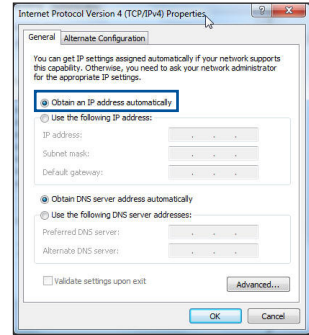 Internet Protocol Version 4 (TCP/IPv4) Properties
General
Alternate Configuration
You can get IP settings assigned automatically if your network supports
this capability. Otherwise, you need to ask your network administrator
for the appropriate IP settings.
Obtain an IP address automatically
Use the following IP address:
IP address:
Subnet mask:
Default gateway:
Obtain DNS server address automatically
Use the following DNS server addresses:
Preferred DNS server:
Alternate DNS server:
Validate settings upon exit
Advanced...
OK
Cancel